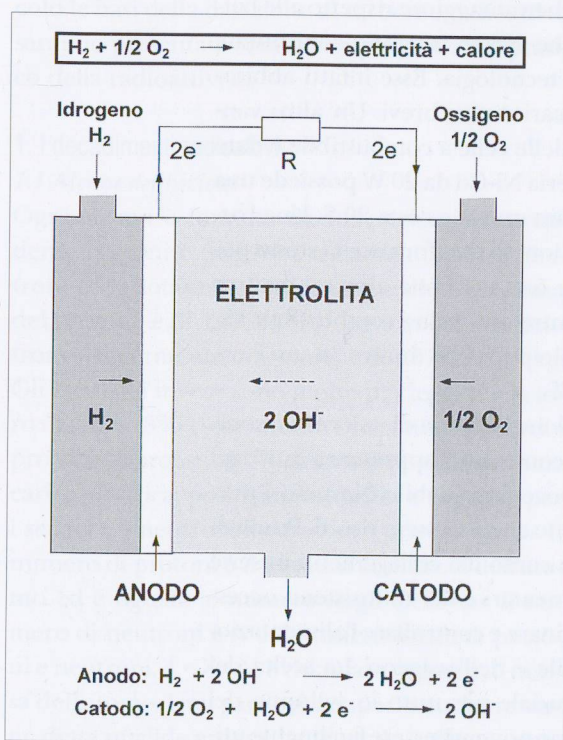 H₂ + 1/2 O₂ → H₂O + elettricità + calore
Idrogeno
H₂
Ossigeno
1/2 O₂
2e⁻
R
2e⁻
ELETTROLITA
H₂
2 OH⁻
1/2 O₂
ANODO
CATODO
H₂O
Anodo: H₂ + 2 OH⁻ → 2 H₂O + 2 e⁻
Catodo: 1/2 O₂ + H₂O + 2 e⁻ → 2 OH⁻